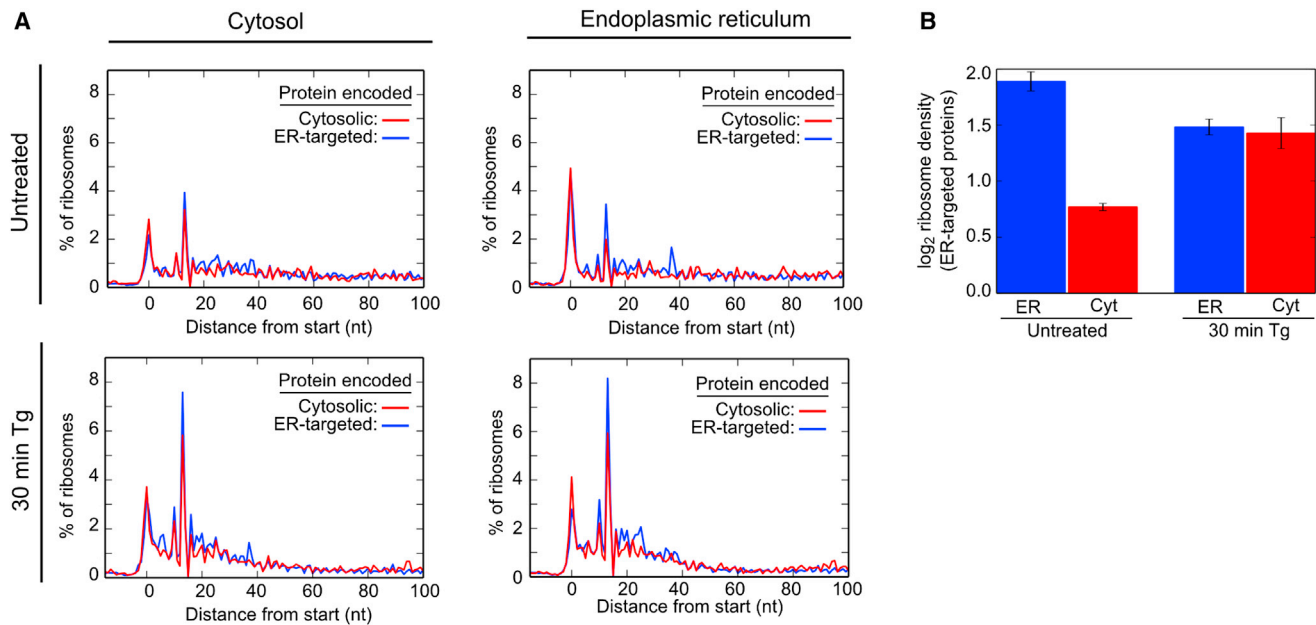 A
Cytosol
Endoplasmic reticulum
B
Untreated
30 min Tg
% of ribosomes
8
6
4
2
0
Protein encoded
Cytosolic:
ER-targeted:
0 20 40 60 80 100
Distance from start (nt)
% of ribosomes
8
6
4
2
0
Protein encoded
Cytosolic:
ER-targeted:
0 20 40 60 80 100
Distance from start (nt)
% of ribosomes
8
6
4
2
0
Protein encoded
Cytosolic:
ER-targeted:
0 20 40 60 80 100
Distance from start (nt)
% of ribosomes
8
6
4
2
0
Protein encoded
Cytosolic:
ER-targeted:
0 20 40 60 80 100
Distance from start (nt)
log2 ribosome density
(ER-targeted proteins)
2.0
1.5
1.0
0.5
0.0
ER Cyt ER Cyt
Untreated 30 min Tg